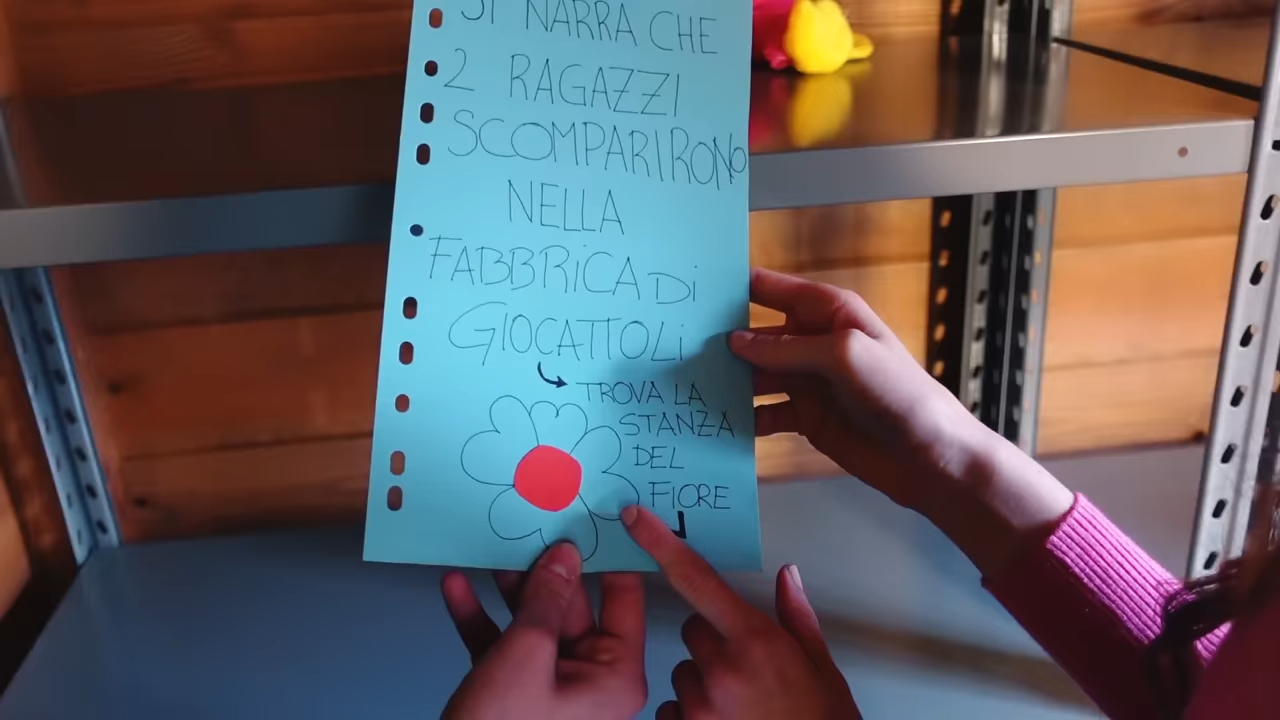 SI NARRA CHE
2 RAGAZZI
SCOMPARIRONO
NELLA
FABBRICA Di
GIOCATTOLi
TROVA LA
STANZA
DEL
FIORE